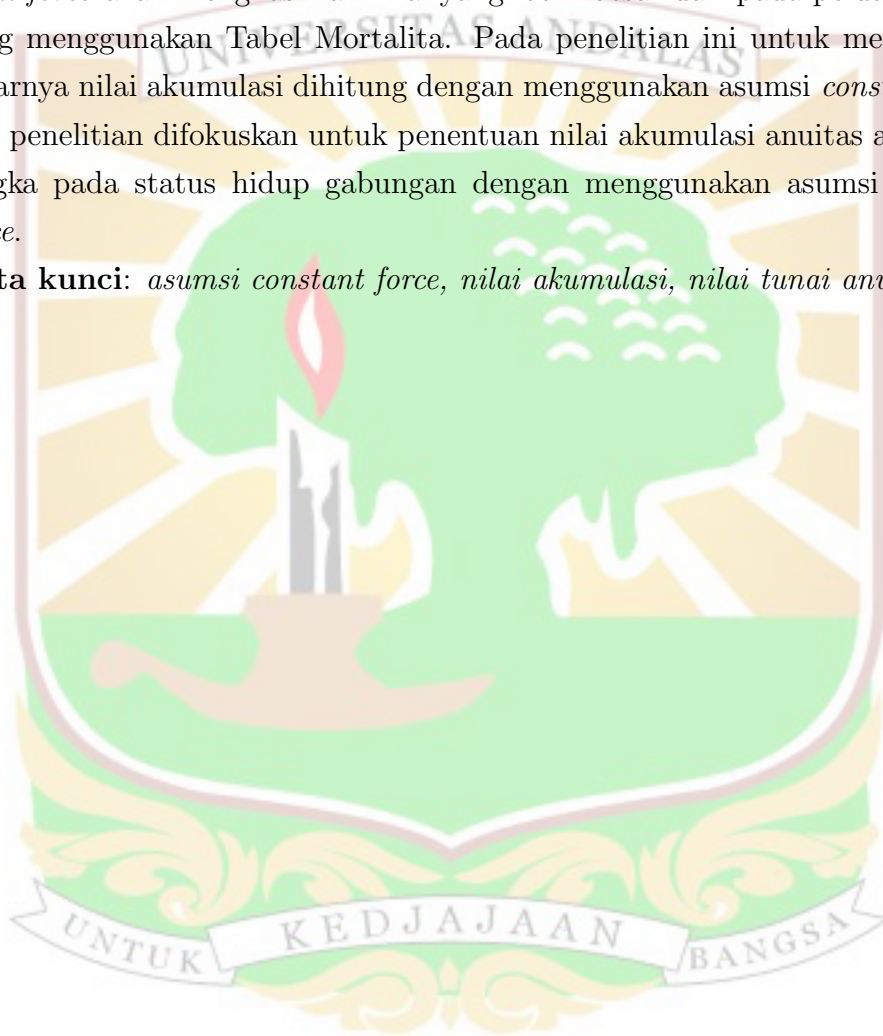 g menggunakan Tabel Mortalita. Pada penelitian ini untuk me
arnya nilai akumulasi dihitung dengan menggunakan asumsi cons
penelitian difokuskan untuk penentuan nilai akumulasi anuitas a
gka pada status hidup gabungan dengan menggunakan asumsi
e.
ta kunci: asumsi constant force, nilai akumulasi, nilai tunai anu
UNIVERSITAS ANDALAS
UNTUK KEDJAJAAN BANGSA